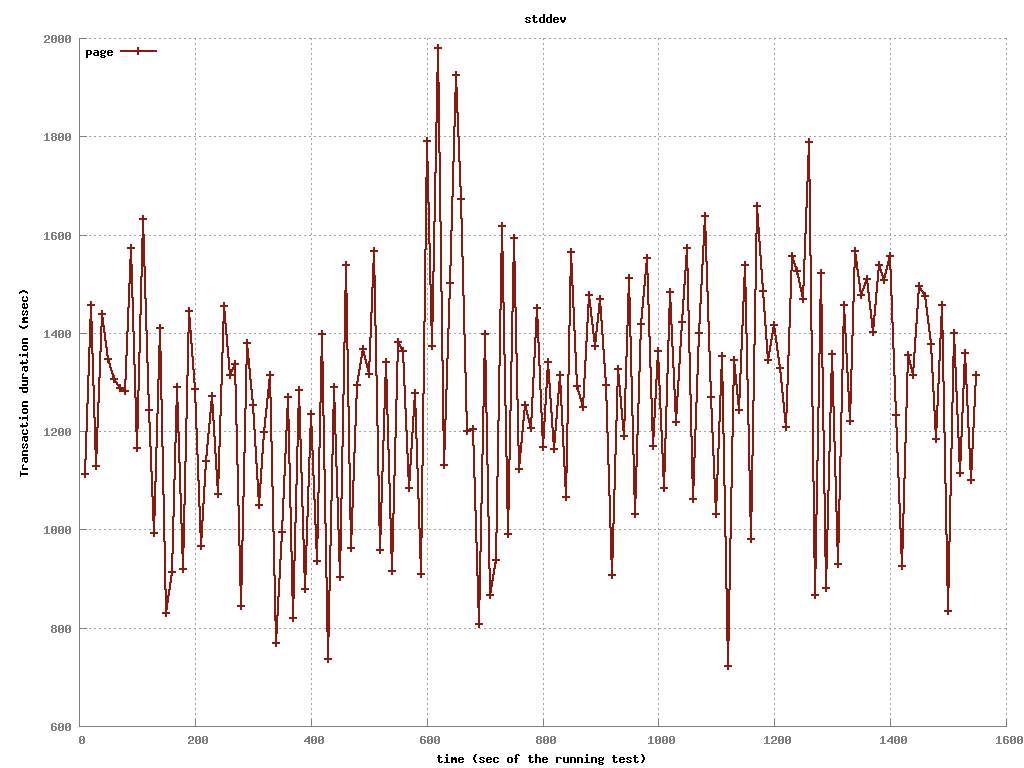 stddev
2000
page
1800
1600
1400
1200
1000
800
600
Transaction duration (msec)
0 200 400 600 800 1000 1200 1400 1600
time (sec of the running test)